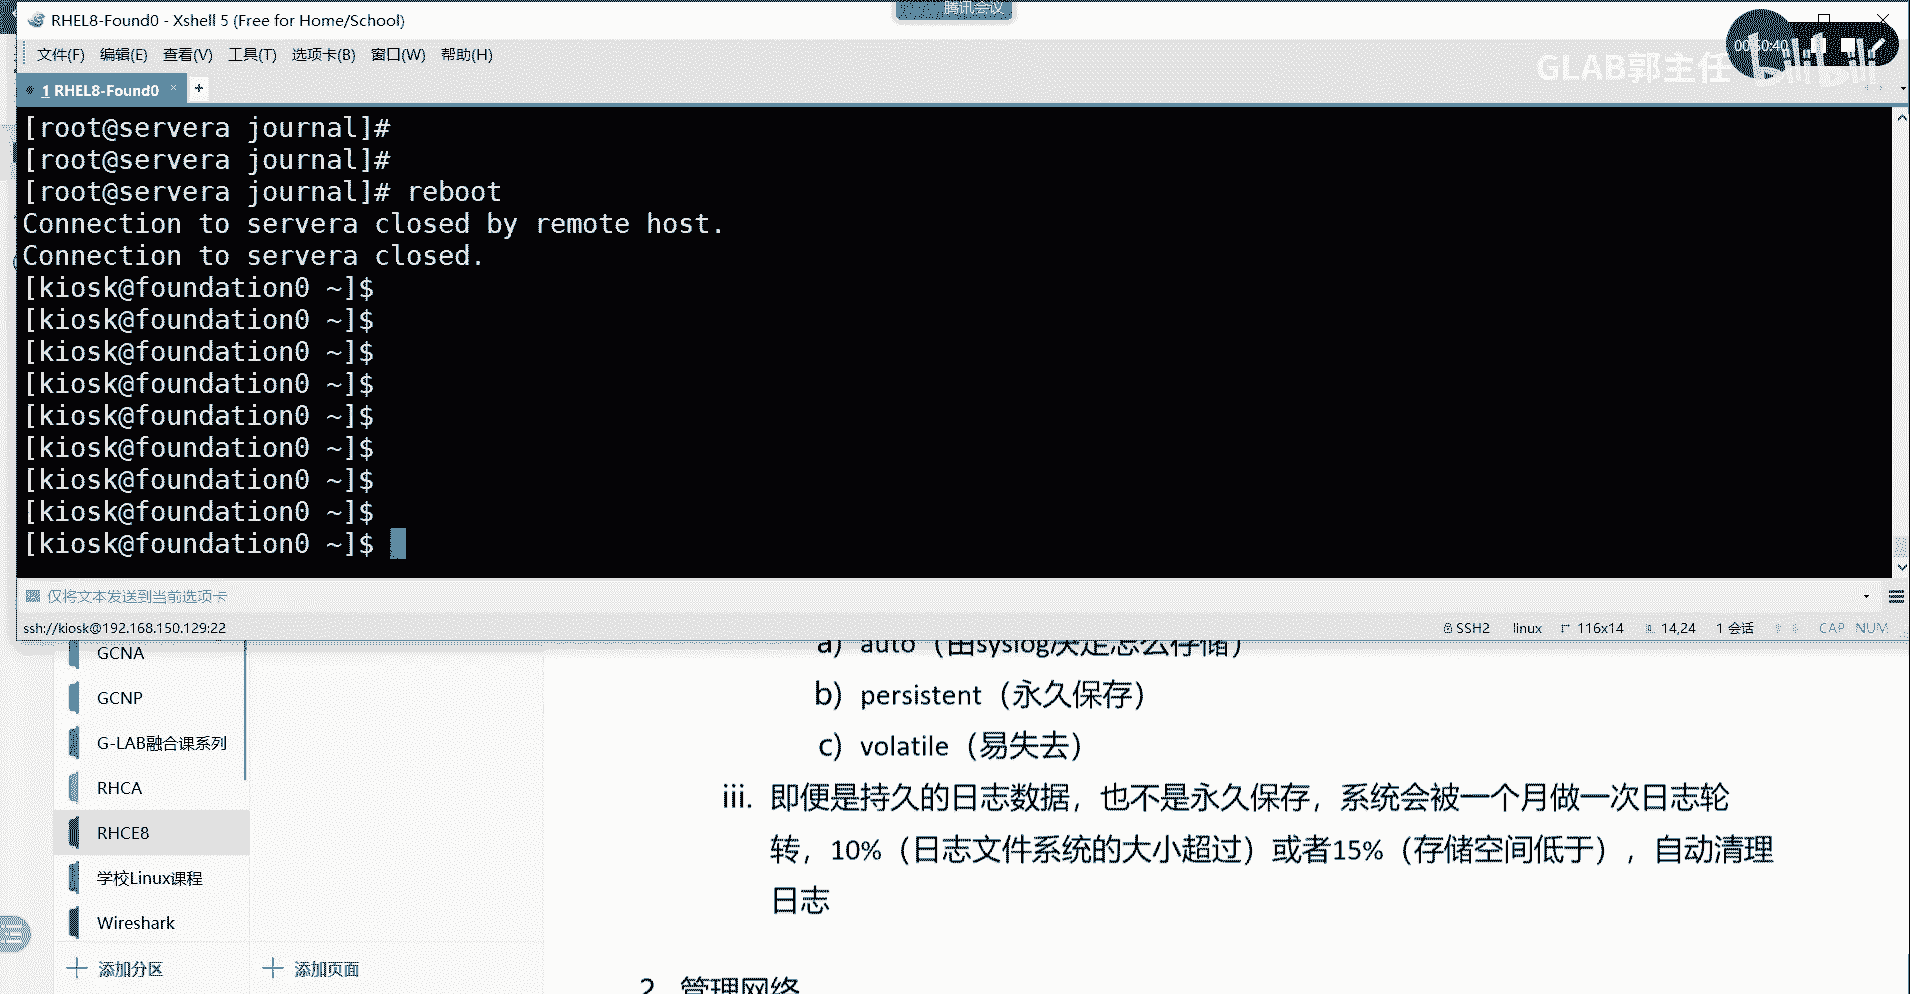 RHEL8-Found0 - Xshell 5 (Free for Home/School)
腾讯会议
文件(F) 编辑(E) 查看(V) 工具(T) 选项卡(B) 窗口(W) 帮助(H)
00:50:40
GLAB郭主任
bilibili
1 RHEL8-Found0 × +
[root@servera journal]#
[root@servera journal]#
[root@servera journal]# reboot
Connection to servera closed by remote host.
Connection to servera closed.
[kiosk@foundation0 ~]$
[kiosk@foundation0 ~]$
[kiosk@foundation0 ~]$
[kiosk@foundation0 ~]$
[kiosk@foundation0 ~]$
[kiosk@foundation0 ~]$
[kiosk@foundation0 ~]$
[kiosk@foundation0 ~]$
[kiosk@foundation0 ~]$
仅将文本发送到当前选项卡
ssh://kiosk@192.168.150.129:22
SSH2 linux 116x14 14,24 1 会话 CAP NUM
GCNA
GCNP
G-LAB融合课系列
RHCA
RHCE8
学校Linux课程
Wireshark
添加分区
添加页面
a) auto（由syslog决定怎么存储）
b) persistent（永久保存）
c) volatile（易失去）
iii. 即便是持久的日志数据，也不是永久保存，系统会被一个月做一次日志轮
转，10%（日志文件系统的大小超过）或者15%（存储空间低于），自动清理
日志
2. 管理网络